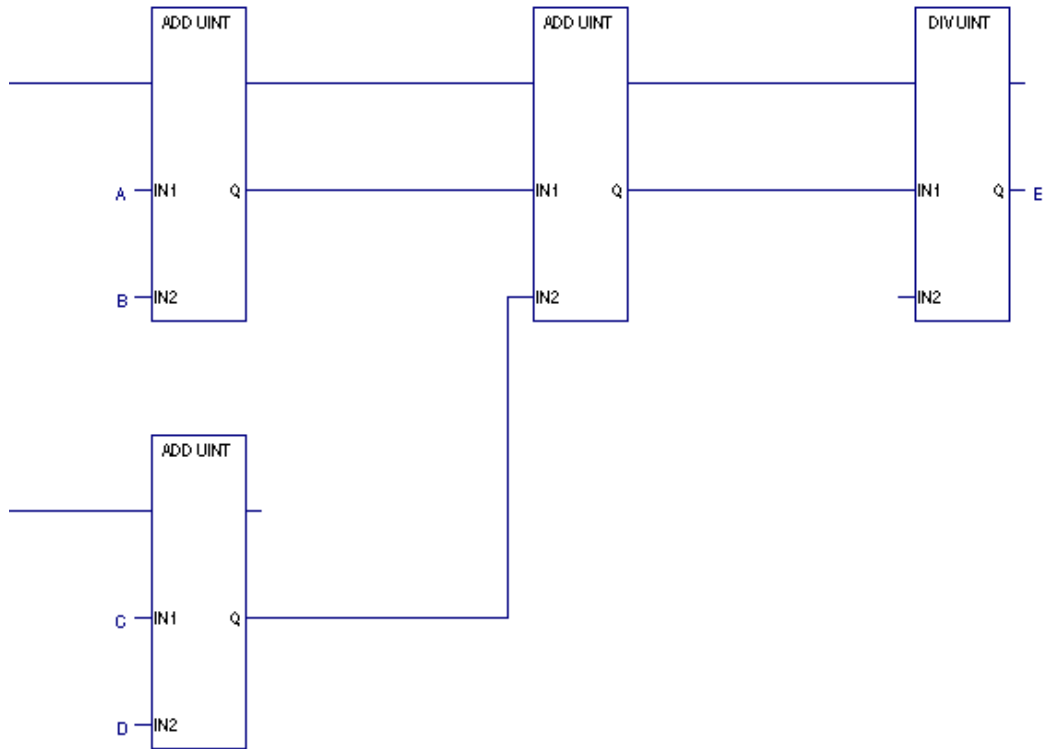 ADD UINT
ADD UINT
DIV UINT
A IN1 Q
IN1 Q
IN1 Q E
B IN2
IN2
IN2
ADD UINT
C IN1 Q
D IN2